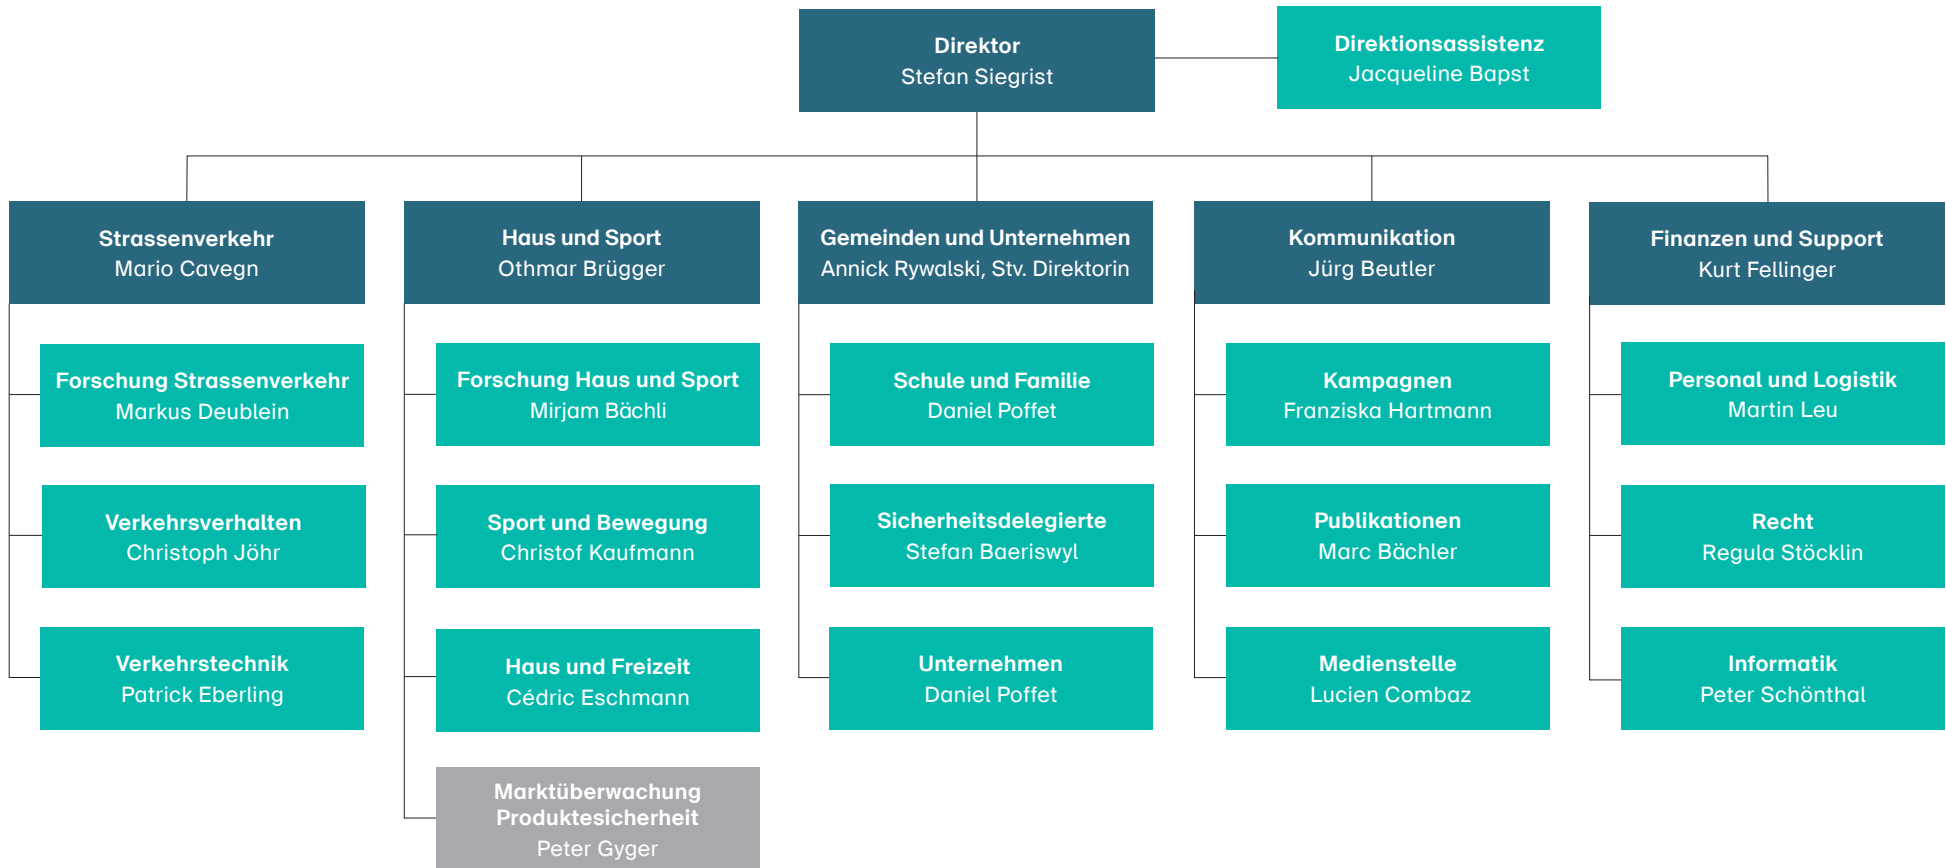 Direktor
Stefan Siegrist
Direktionsassistenz
Jacqueline Bapst
Strassenverkehr
Mario Cavegn
Haus und Sport
Othmar Brügger
Gemeinden und Unternehmen
Annick Rywalski, Stv. Direktorin
Kommunikation
Jürg Beutler
Finanzen und Support
Kurt Fellinger
Forschung Strassenverkehr
Markus Deublein
Forschung Haus und Sport
Mirjam Bächli
Schule und Familie
Daniel Poffet
Kampagnen
Franziska Hartmann
Personal und Logistik
Martin Leu
Verkehrsverhalten
Christoph Jöhr
Sport und Bewegung
Christof Kaufmann
Sicherheitsdelegierte
Stefan Baeriswyl
Publikationen
Marc Bächler
Recht
Regula Stöcklin
Verkehrstechnik
Patrick Eberling
Haus und Freizeit
Cédric Eschmann
Unternehmen
Daniel Poffet
Medienstelle
Lucien Combaz
Informatik
Peter Schönthal
Marktüberwachung
Produktesicherheit
Peter Gyger